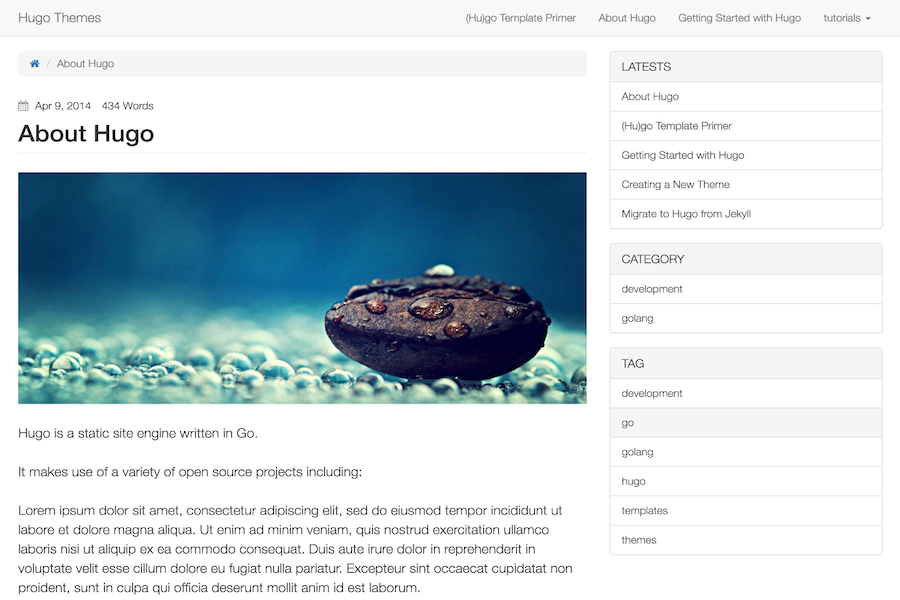 Hugo Themes
(Hu)go Template Primer
About Hugo
Getting Started with Hugo
tutorials
/ About Hugo
Apr 9, 2014 434 Words
About Hugo
Hugo is a static site engine written in Go.
It makes use of a variety of open source projects including:
Lorem ipsum dolor sit amet, consectetur adipiscing elit, sed do eiusmod tempor incididunt ut
labore et dolore magna aliqua. Ut enim ad minim veniam, quis nostrud exercitation ullamco
laboris nisi ut aliquip ex ea commodo consequat. Duis aute irure dolor in reprehenderit in
voluptate velit esse cillum dolore eu fugiat nulla pariatur. Excepteur sint occaecat cupidatat non
proident, sunt in culpa qui officia deserunt mollit anim id est laborum.
LATESTS
About Hugo
(Hu)go Template Primer
Getting Started with Hugo
Creating a New Theme
Migrate to Hugo from Jekyll
CATEGORY
development
golang
TAG
development
go
golang
hugo
templates
themes